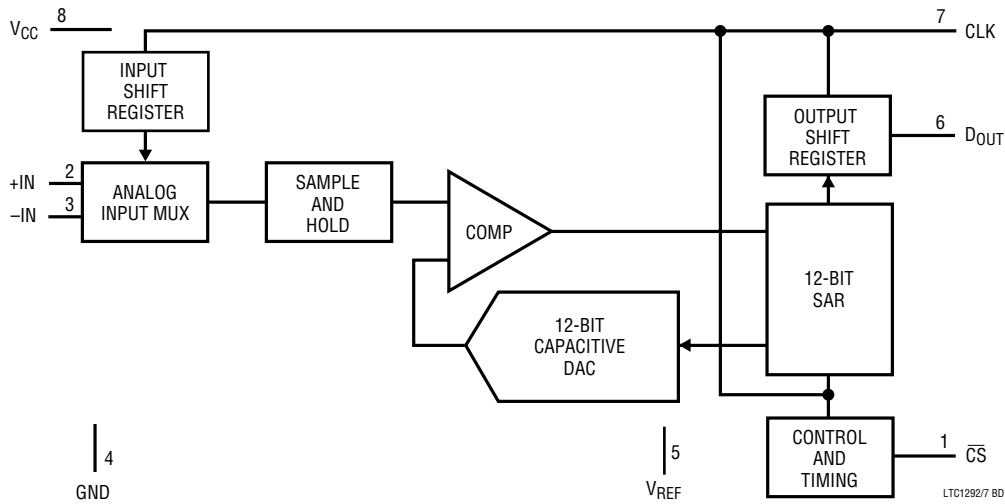 8
VCC
7
CLK
INPUT
SHIFT
REGISTER
OUTPUT
SHIFT
REGISTER
6
DOUT
+IN
2
–IN
3
ANALOG
INPUT MUX
SAMPLE
AND
HOLD
COMP
12-BIT
SAR
12-BIT
CAPACITIVE
DAC
4
GND
5
VREF
CONTROL
AND
TIMING
1
C̅S̅
LTC1292/7 BD